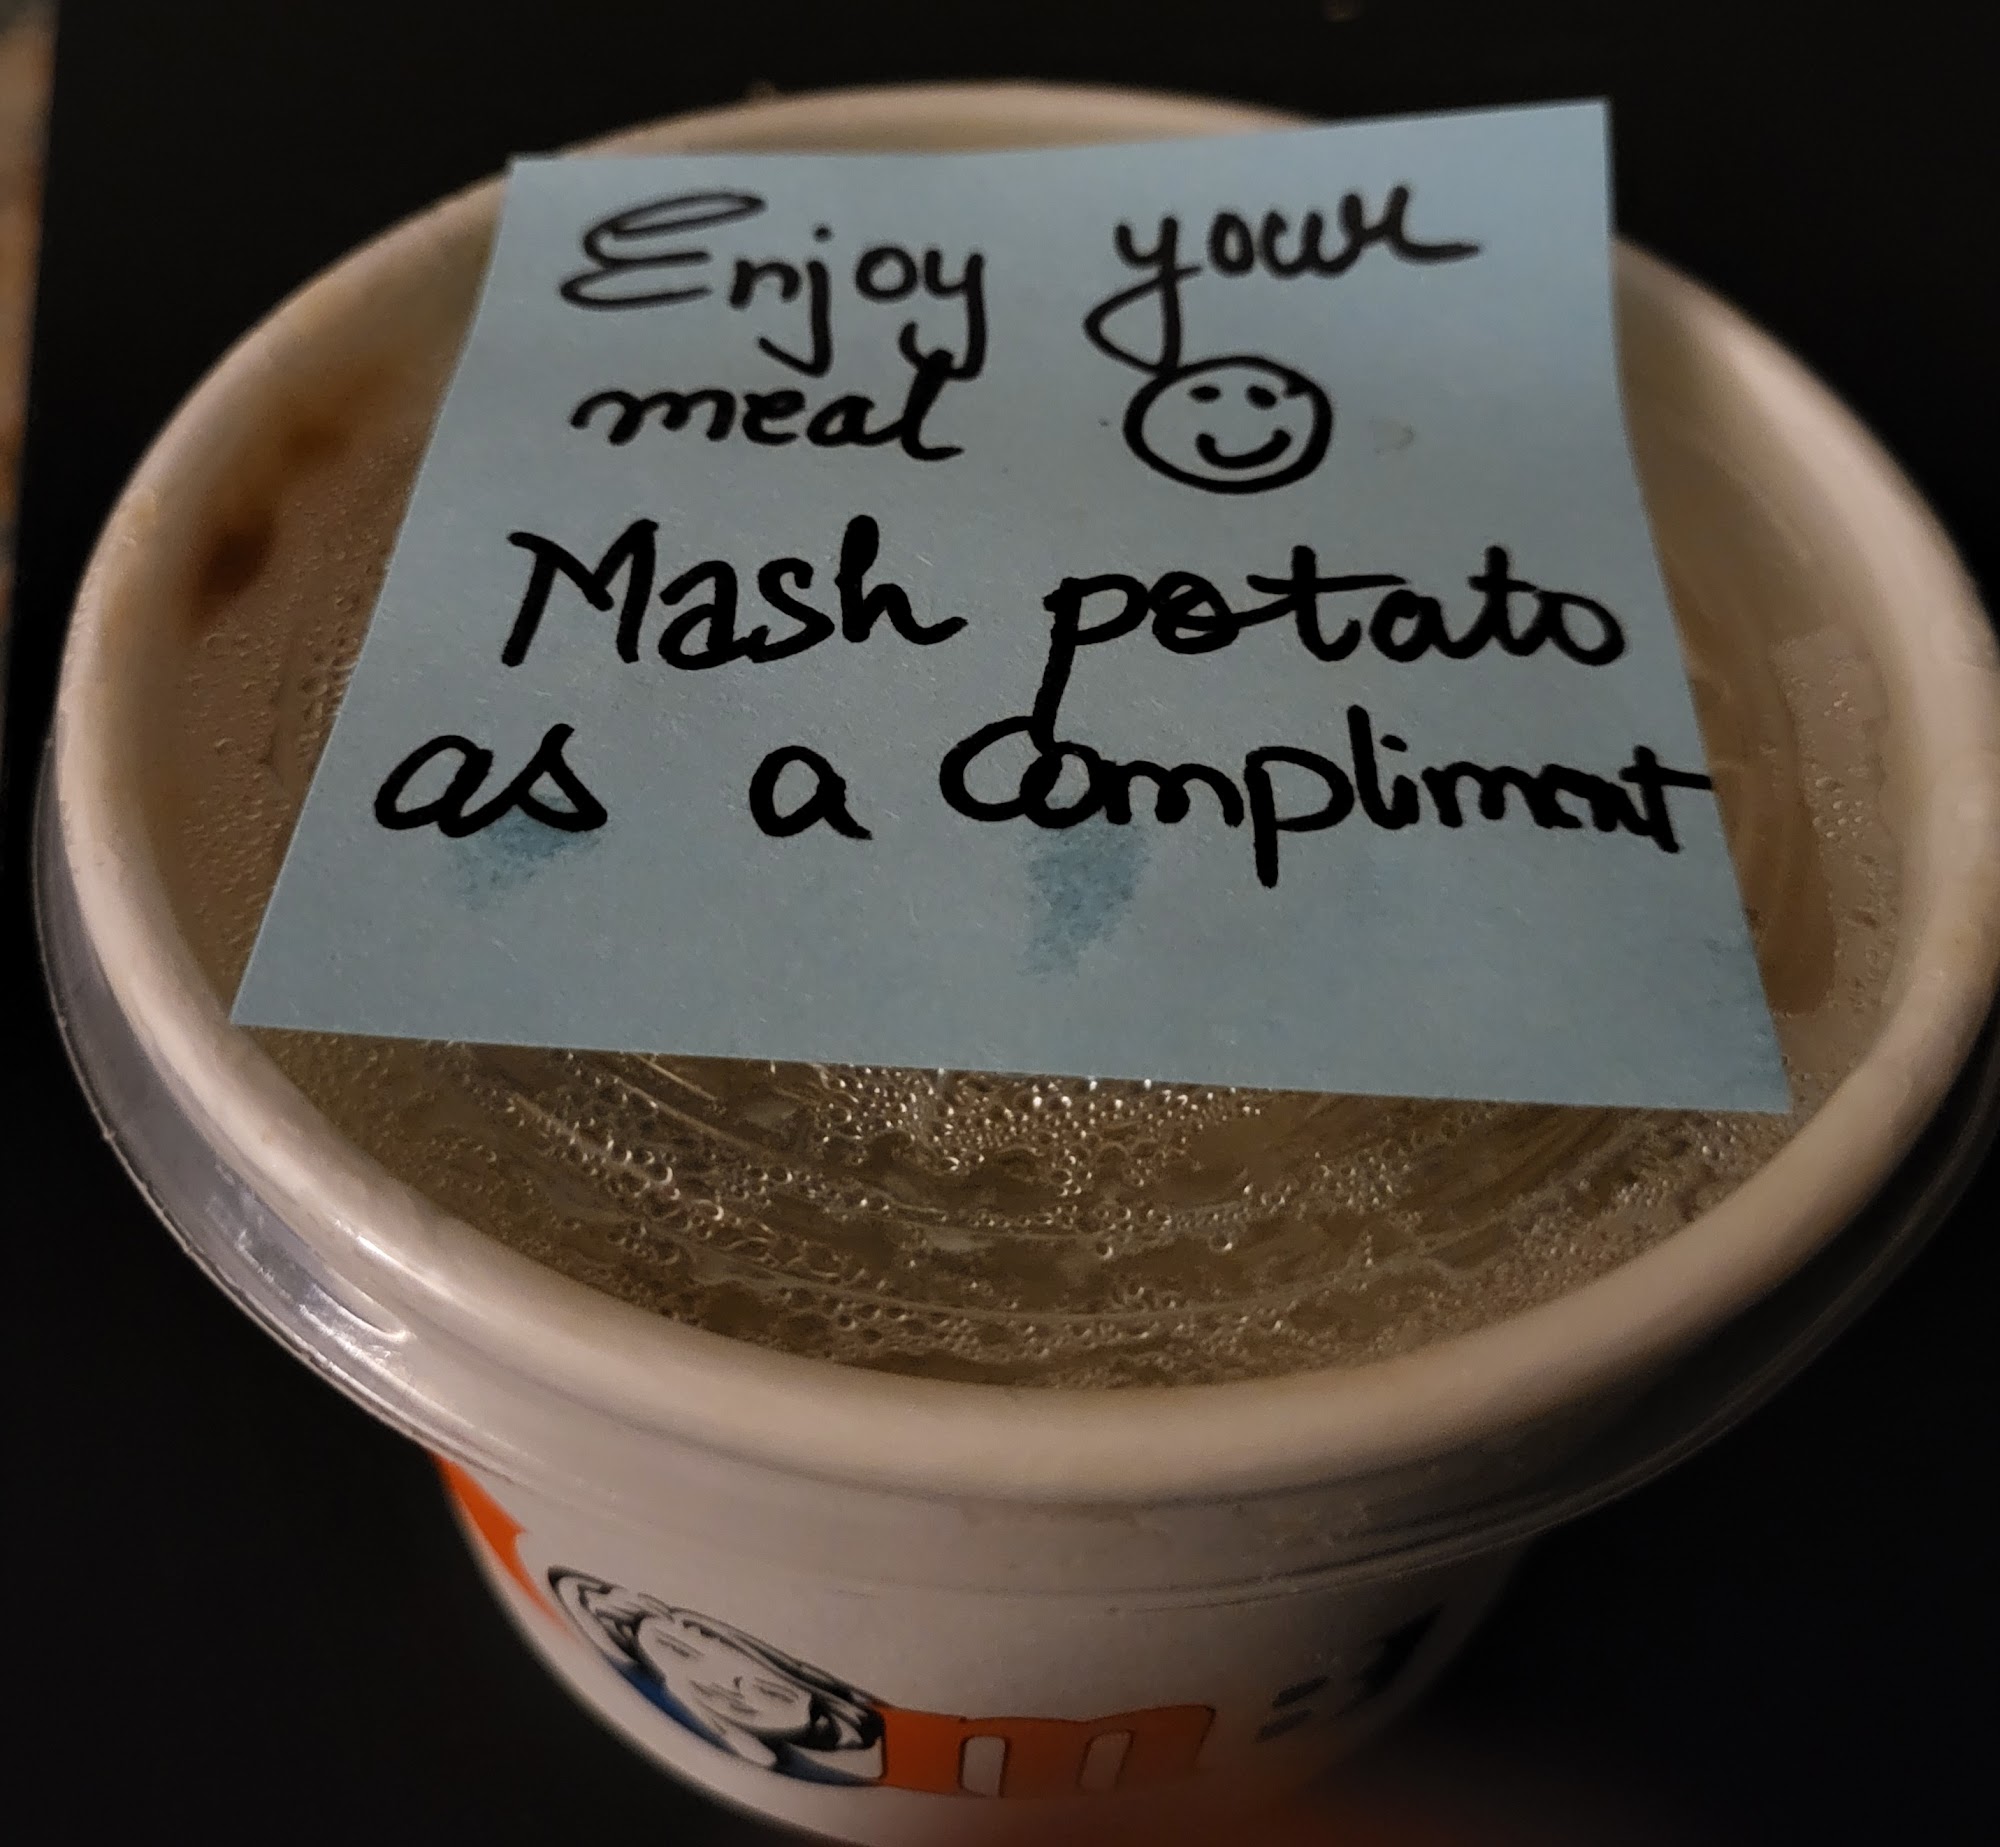 Enjoy your
meal
Mash potato
as a Compliment
m